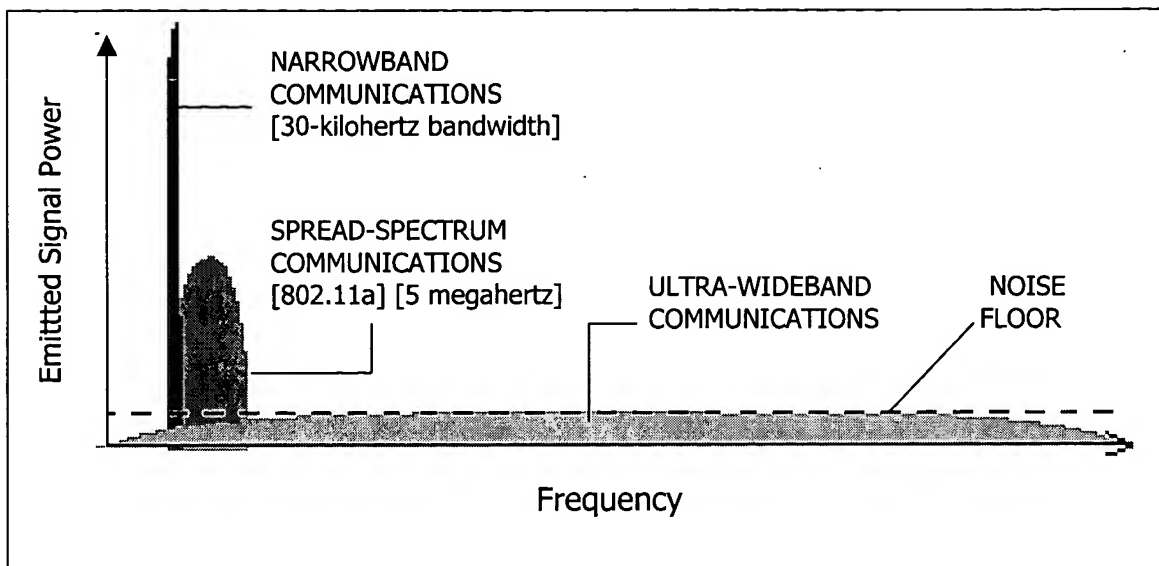 Emittted Signal Power
NARROWBAND
COMMUNICATIONS
[30-kilohertz bandwidth]
SPREAD-SPECTRUM
COMMUNICATIONS
[802.11a] [5 megahertz]
ULTRA-WIDEBAND
COMMUNICATIONS
NOISE
FLOOR
Frequency